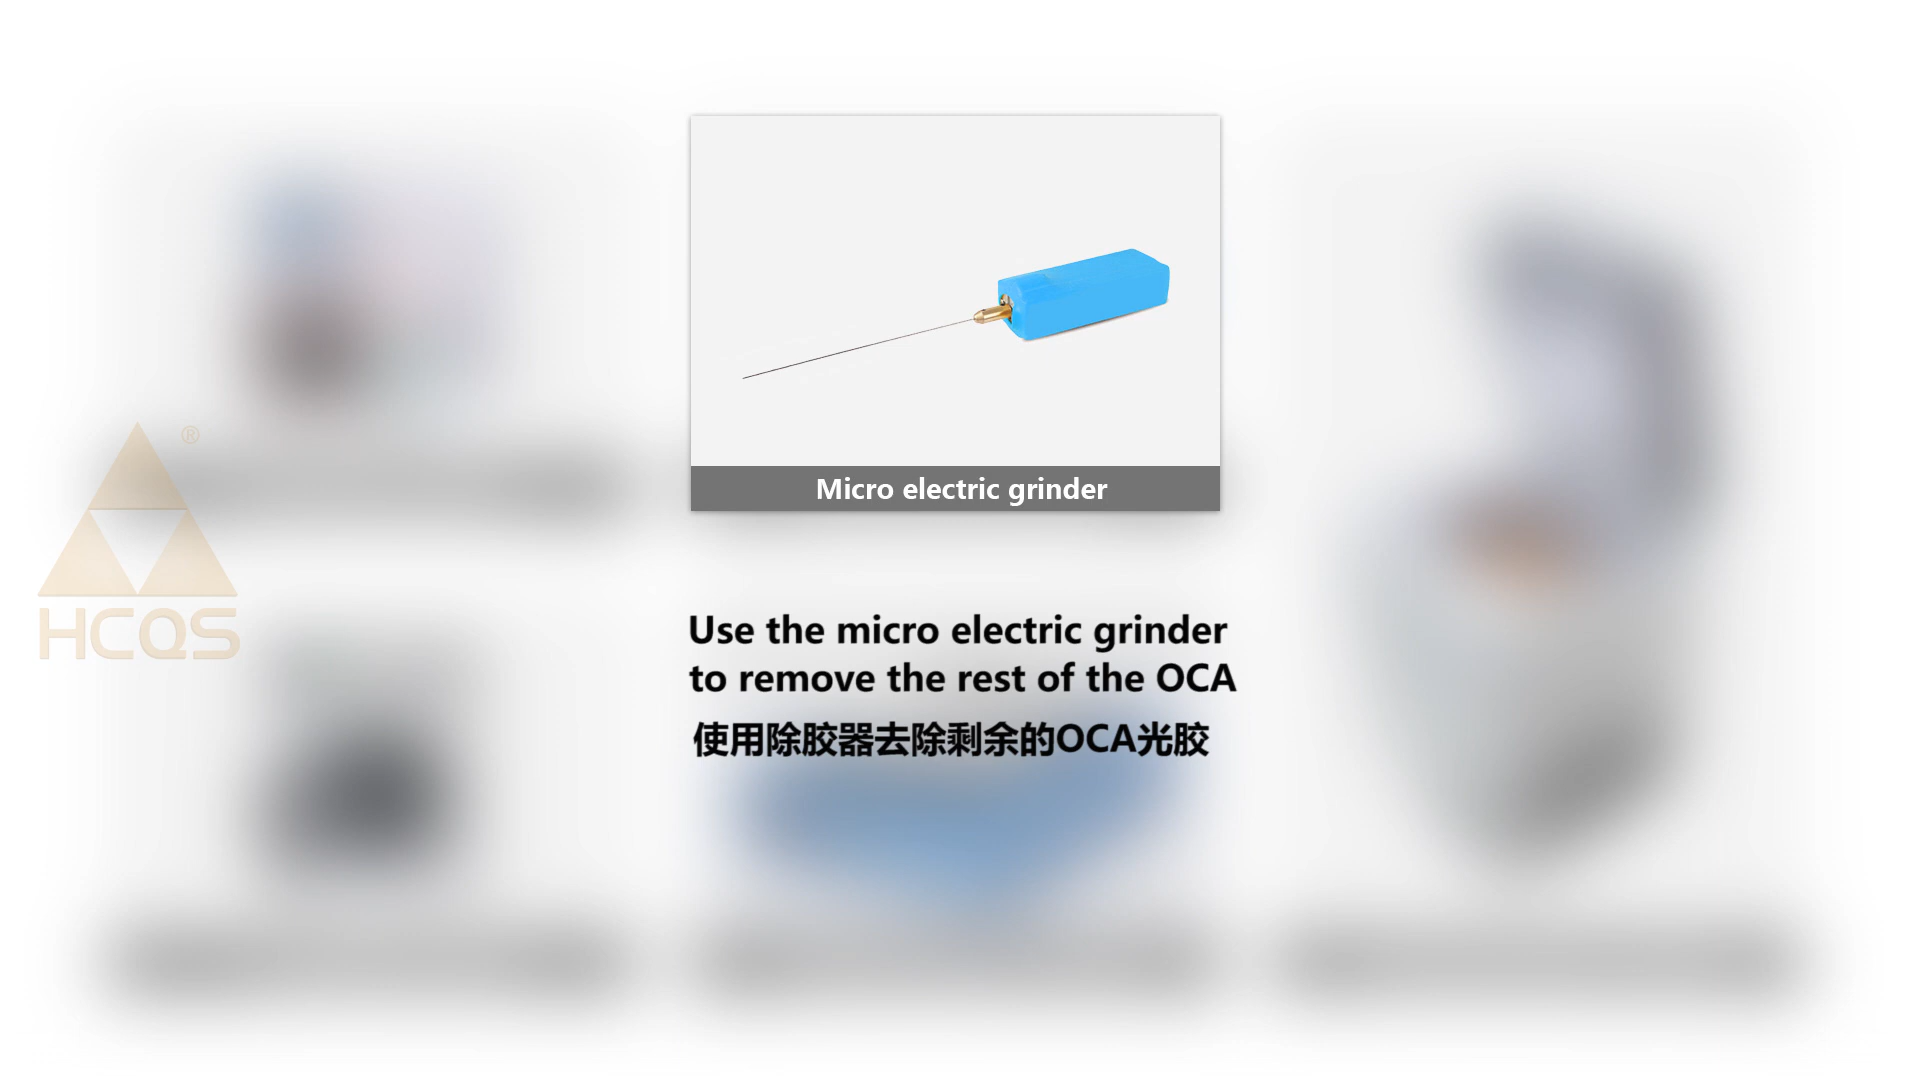 ®
HCQS
Micro electric grinder
Use the micro electric grinder
to remove the rest of the OCA
使用除胶器去除剩余的OCA光胶